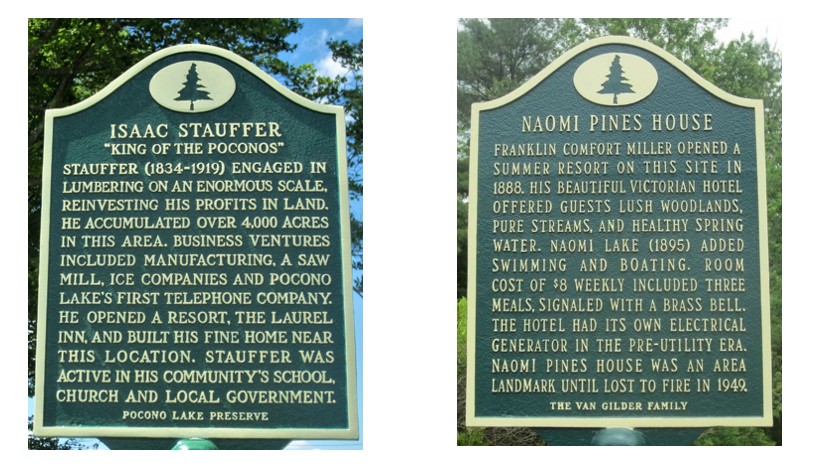 ISAAC STAUFFER
"KING OF THE POCONOS"
STAUFFER (1834-1919) ENGAGED IN
LUMBERING ON AN ENORMOUS SCALE,
REINVESTING HIS PROFITS IN LAND.
HE ACCUMULATED OVER 4,000 ACRES
IN THIS AREA. BUSINESS VENTURES
INCLUDED MANUFACTURING, A SAW
MILL, ICE COMPANIES AND POCONO
LAKE'S FIRST TELEPHONE COMPANY.
HE OPENED A RESORT, THE LAUREL
INN, AND BUILT HIS FINE HOME NEAR
THIS LOCATION. STAUFFER WAS
ACTIVE IN HIS COMMUNITY'S SCHOOL,
CHURCH AND LOCAL GOVERNMENT.
POCONO LAKE PRESERVE
NAOMI PINES HOUSE
FRANKLIN COMFORT MILLER OPENED A
SUMMER RESORT ON THIS SITE IN
1888. HIS BEAUTIFUL VICTORIAN HOTEL
OFFERED GUESTS LUSH WOODLANDS,
PURE STREAMS, AND HEALTHY SPRING
WATER. NAOMI LAKE (1895) ADDED
SWIMMING AND BOATING. ROOM
COST OF $8 WEEKLY INCLUDED THREE
MEALS, SIGNALED WITH A BRASS BELL.
THE HOTEL HAD ITS OWN ELECTRICAL
GENERATOR IN THE PRE-UTILITY ERA.
NAOMI PINES HOUSE WAS AN AREA
LANDMARK UNTIL LOST TO FIRE IN 1949.
THE VAN GILDER FAMILY